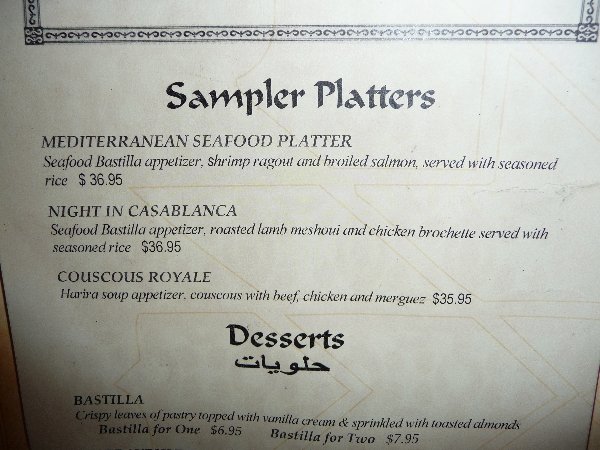 Sampler Platters
MEDITERRANEAN SEAFOOD PLATTER
Seafood Bastilla appetizer, shrimp ragout and broiled salmon, served with seasoned
rice $ 36.95
NIGHT IN CASABLANCA
Seafood Bastilla appetizer, roasted lamb meshoui and chicken brochette served with
seasoned rice $36.95
COUSCOUS ROYALE
Harira soup appetizer, couscous with beef, chicken and merguez $35.95
Desserts
حلويات
BASTILLA
Crispy leaves of pastry topped with vanilla cream & sprinkled with toasted almonds
Bastilla for One $6.95 Bastilla for Two $7.95